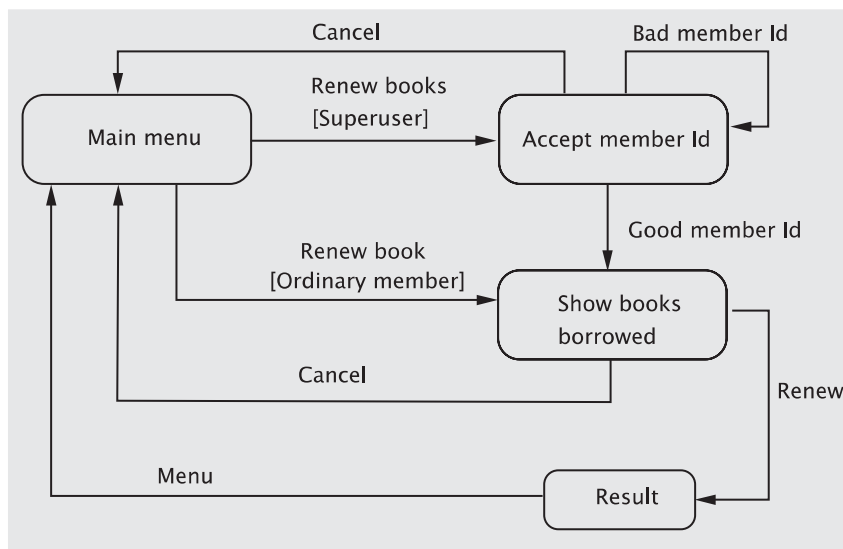 Cancel
Bad member Id
Renew books
[Superuser]
Main menu
Accept member Id
Good member Id
Renew book
[Ordinary member]
Show books
borrowed
Cancel
Renew
Menu
Result